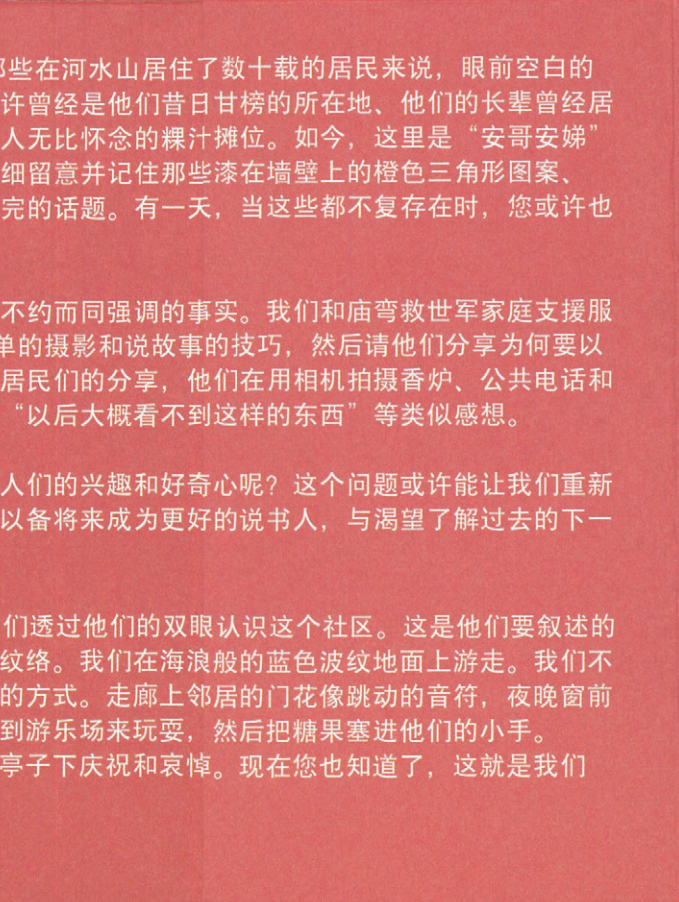 那些在河水山居住了数十载的居民来说，眼前空白的
许曾经是他们昔日甘榜的所在地、他们的长辈曾经居
人无比怀念的粿汁摊位。如今，这里是“安哥安娣”
细留意并记住那些漆在墙壁上的橙色三角形图案、
完的话题。有一天，当这些都不复存在时，您或许也
不约而同强调的事实。我们和庙弯救世军家庭支援服
单的摄影和说故事的技巧，然后请他们分享为何要以
居民们的分享，他们在用相机拍摄香炉、公共电话和
“以后大概看不到这样的东西”等类似感想。
人们的兴趣和好奇心呢？这个问题或许能让我们重新
以备将来成为更好的说书人，与渴望了解过去的下一
们透过他们的双眼认识这个社区。这是他们要叙述的
纹络。我们在海浪般的蓝色波纹地面上游走。我们不
的方式。走廊上邻居的门花像跳动的音符，夜晚窗前
到游乐场来玩耍，然后把糖果塞进他们的小手。
亭子下庆祝和哀悼。现在您也知道了，这就是我们